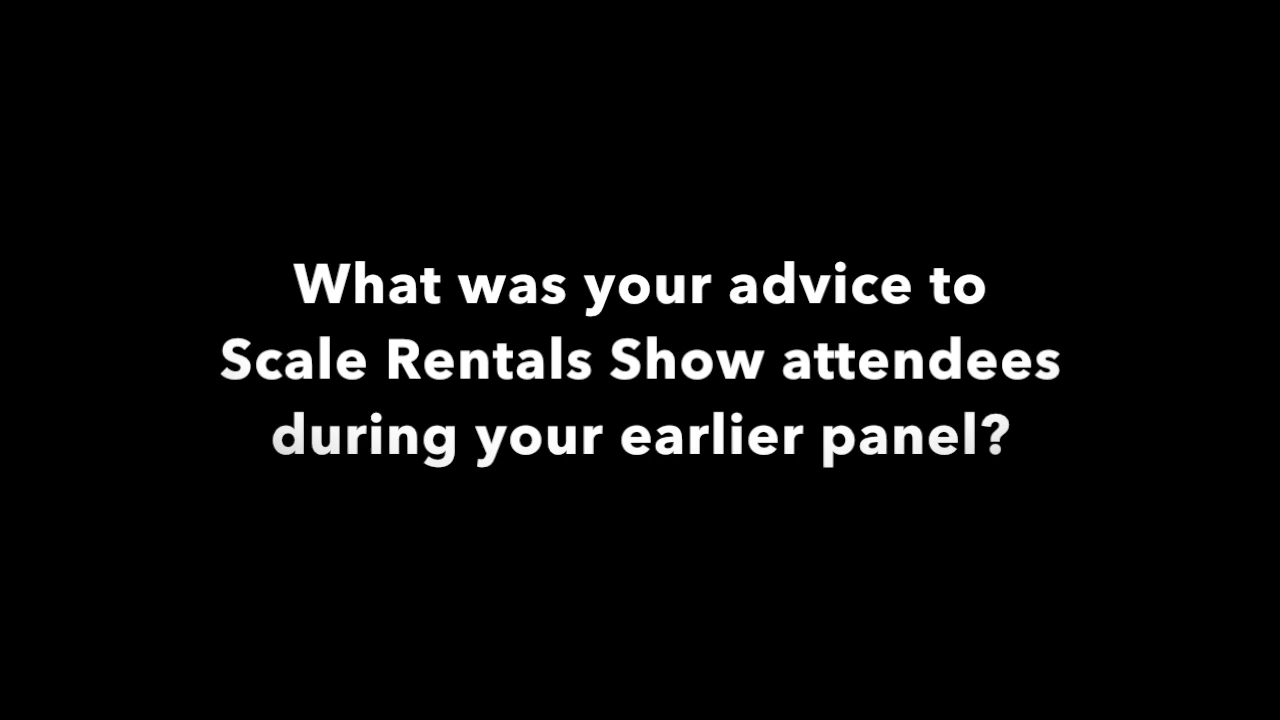 What was your advice to
Scale Rentals Show attendees
during your earlier panel?